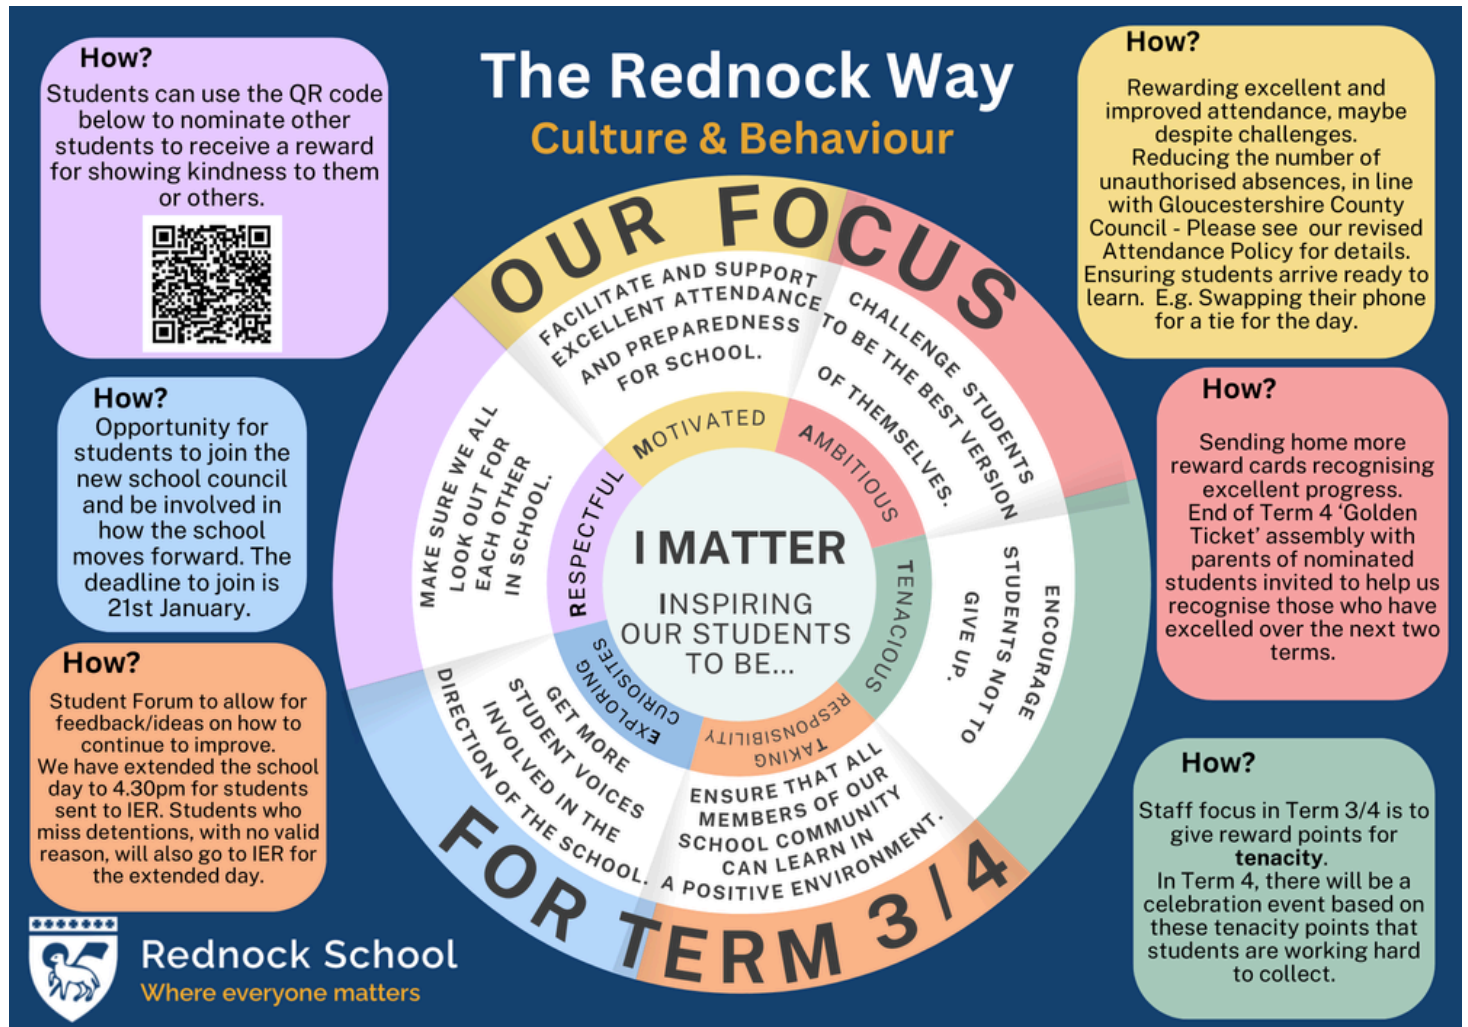 The Rednock Way
Culture & Behaviour
How?
Students can use the QR code
below to nominate other
students to receive a reward
for showing kindness to them
or others.
How?
Opportunity for
students to join the
new school council
and be involved in
how the school
moves forward. The
deadline to join is
21st January.
How?
Student Forum to allow for
feedback/ideas on how to
continue to improve.
We have extended the school
day to 4.30pm for students
sent to IER. Students who
miss detentions, with no valid
reason, will also go to IER for
the extended day.
OUR FOCUS
FACILITATE AND SUPPORT
EXCELLENT ATTENDANCE
AND PREPAREDNESS
FOR SCHOOL.
CHALLENGE STUDENTS
TO BE THE BEST VERSION
OF THEMSELVES.
ENCOURAGE
STUDENTS NOT TO
GIVE UP.
ENSURE THAT ALL
MEMBERS OF OUR
SCHOOL COMMUNITY
CAN LEARN IN
A POSITIVE ENVIRONMENT.
GET MORE
STUDENT VOICES
INVOLVED IN THE
DIRECTION OF THE SCHOOL.
MAKE SURE WE ALL
LOOK OUT FOR
EACH OTHER
IN SCHOOL.
MOTIVATED
AMBITIOUS
TENACIOUS
TAKING
RESPONSIBILITY
EXPLORING
CURIOSITES
RESPECTFUL
I MATTER
INSPIRING
OUR STUDENTS
TO BE...
FOR TERM 3/4
How?
Rewarding excellent and
improved attendance, maybe
despite challenges.
Reducing the number of
unauthorised absences, in line
with Gloucestershire County
Council - Please see our revised
Attendance Policy for details.
Ensuring students arrive ready to
learn. E.g. Swapping their phone
for a tie for the day.
How?
Sending home more
reward cards recognising
excellent progress.
End of Term 4 ‘Golden
Ticket’ assembly with
parents of nominated
students invited to help us
recognise those who have
excelled over the next two
terms.
How?
Staff focus in Term 3/4 is to
give reward points for
tenacity.
In Term 4, there will be a
celebration event based on
these tenacity points that
students are working hard
to collect.
Rednock School
Where everyone matters